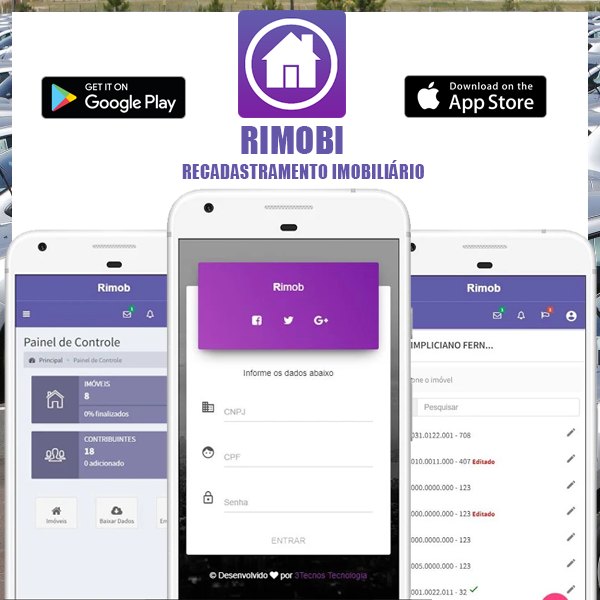 GET IT ON
Google Play
Download on the
App Store
RIMOBI
RECADASTRAMENTO IMOBILIÁRIO
Rimob
Painel de Controle
Principal > Painel de Controle
IMÓVEIS
8
0% finalizados
CONTRIBUINTES
18
0 adicionado
Imóveis
Baixar Dados
Rimob
G+
Informe os dados abaixo
CNPJ
CPF
Senha
ENTRAR
© Desenvolvido ❤ por 3Tecnos Tecnologia
Rimob
IMPLICIANO FERN...
o imóvel
Pesquisar
031.0122.001 - 708
010.0011.000 - 407 Editado
000.0000.000 - 123
000.0000.000 - 123 Editado
000.0000.000 - 123
005.0000.000 - 123
001.0022.011 - 32